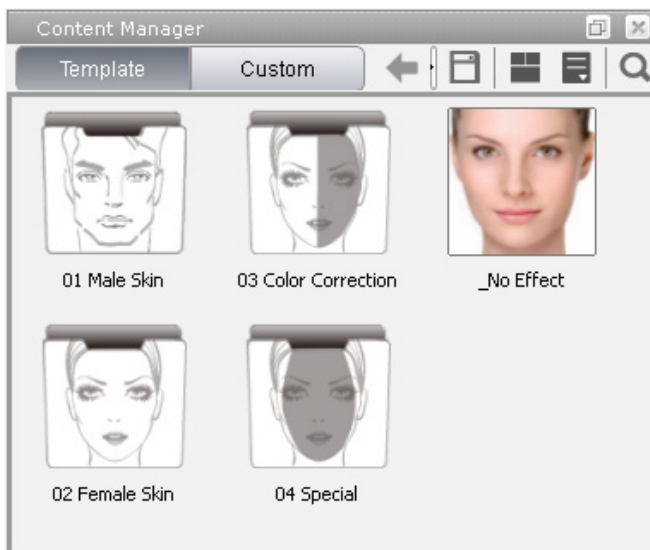 Content Manager
Template Custom
01 Male Skin 03 Color Correction _No Effect
02 Female Skin 04 Special